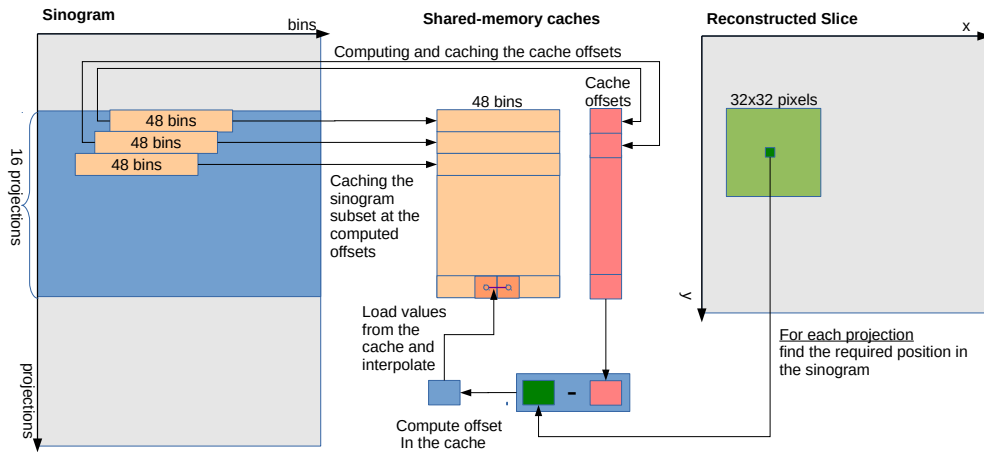 Sinogram
bins
Shared-memory caches
Reconstructed Slice
x
Computing and caching the cache offsets
Cache
offsets
48 bins
32x32 pixels
48 bins
48 bins
48 bins
16 projections
Caching the
sinogram
subset at the
computed
offsets
y
Load values
from the
cache and
interpolate
For each projection
find the required position in
the sinogram
projections
-
Compute offset
In the cache